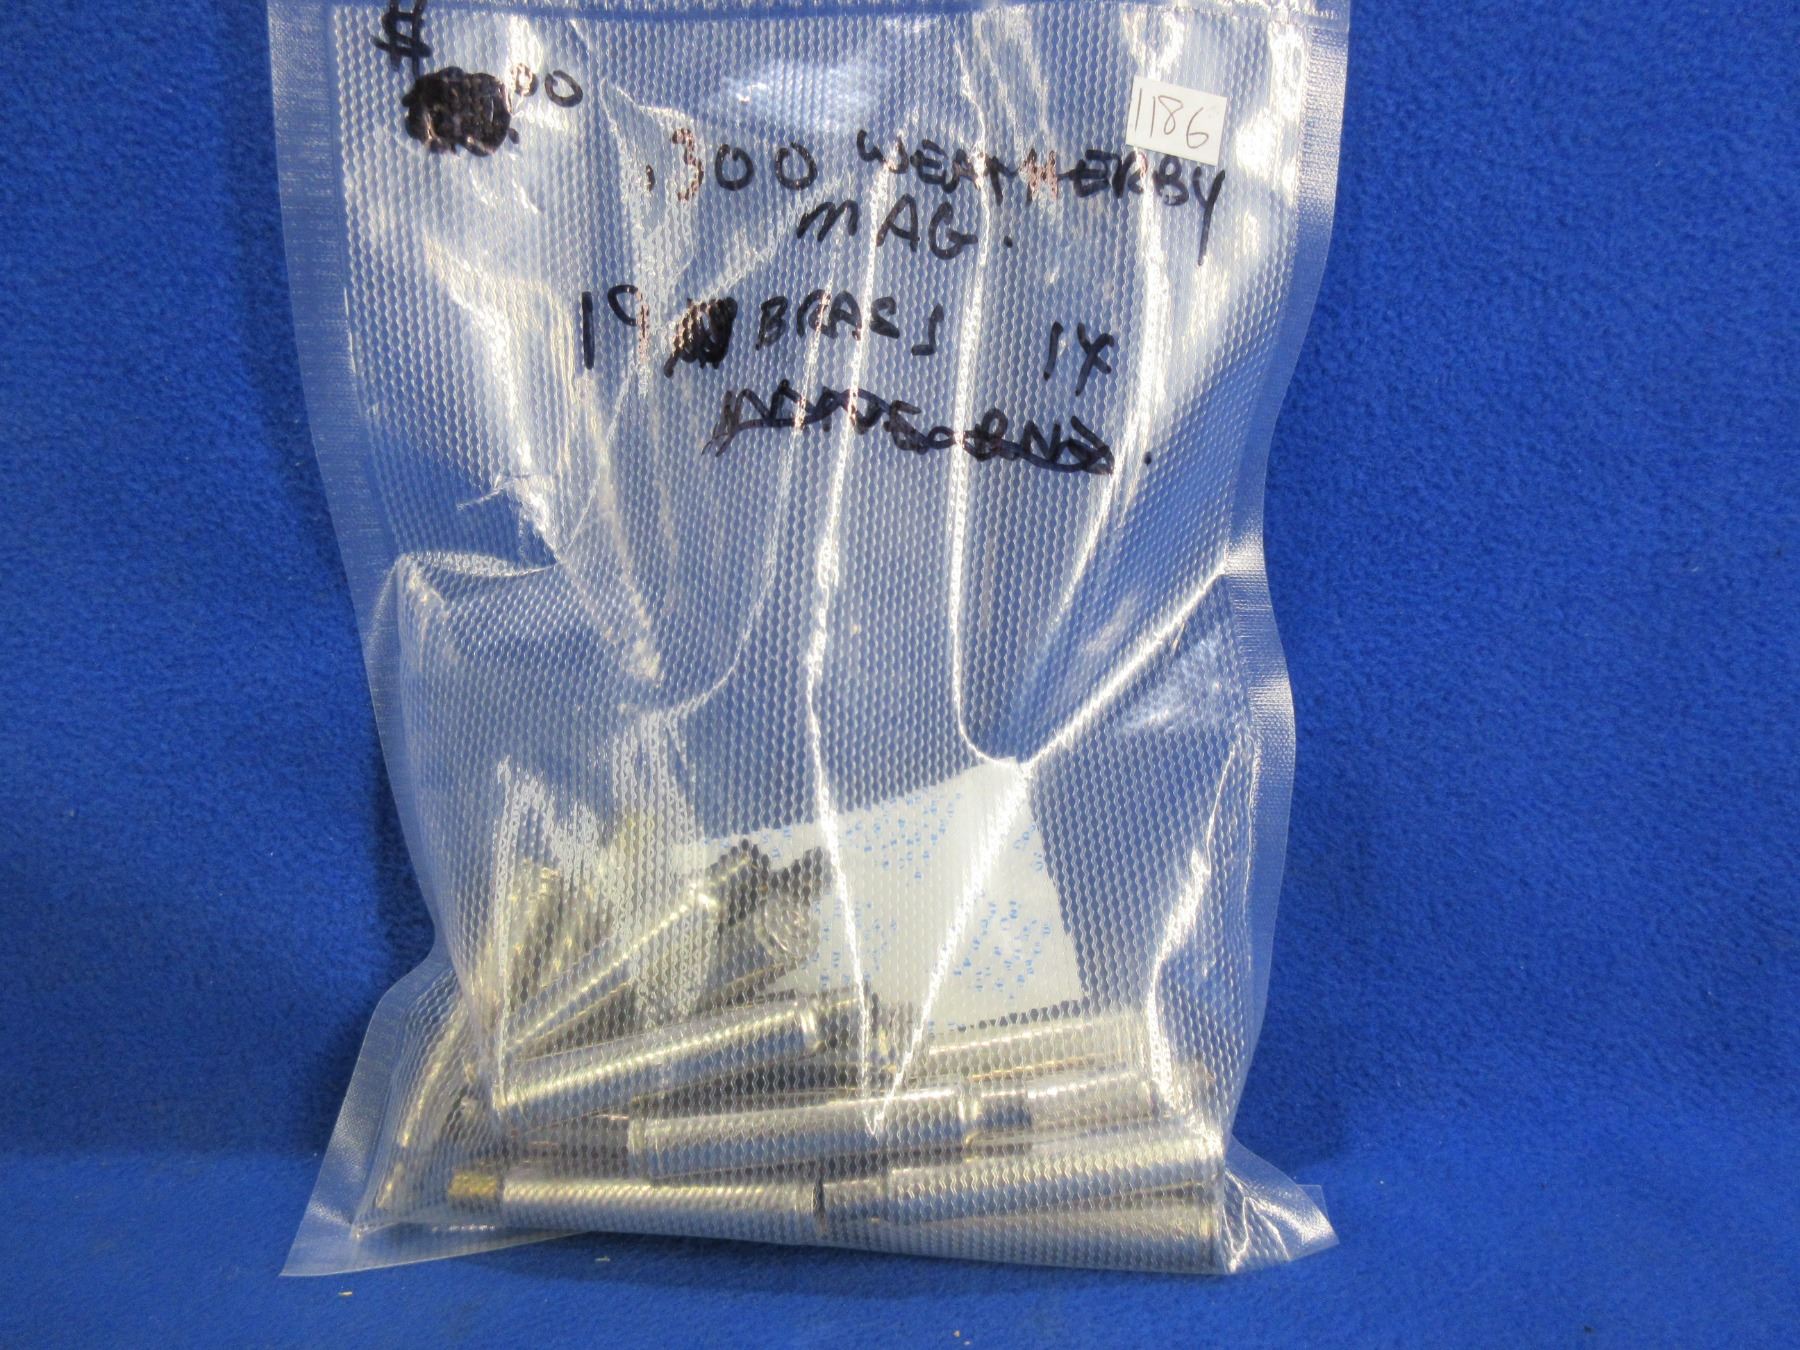 $ .00
1186
.300 WEATHERBY
MAG.
19 BRASS 1X